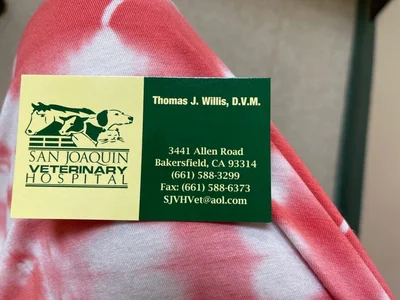 SAN JOAQUIN
VETERINARY
HOSPITAL
Thomas J. Willis, D.V.M.
3441 Allen Road
Bakersfield, CA 93314
(661) 588-3299
Fax: (661) 588-6373
SJVHVet@aol.com